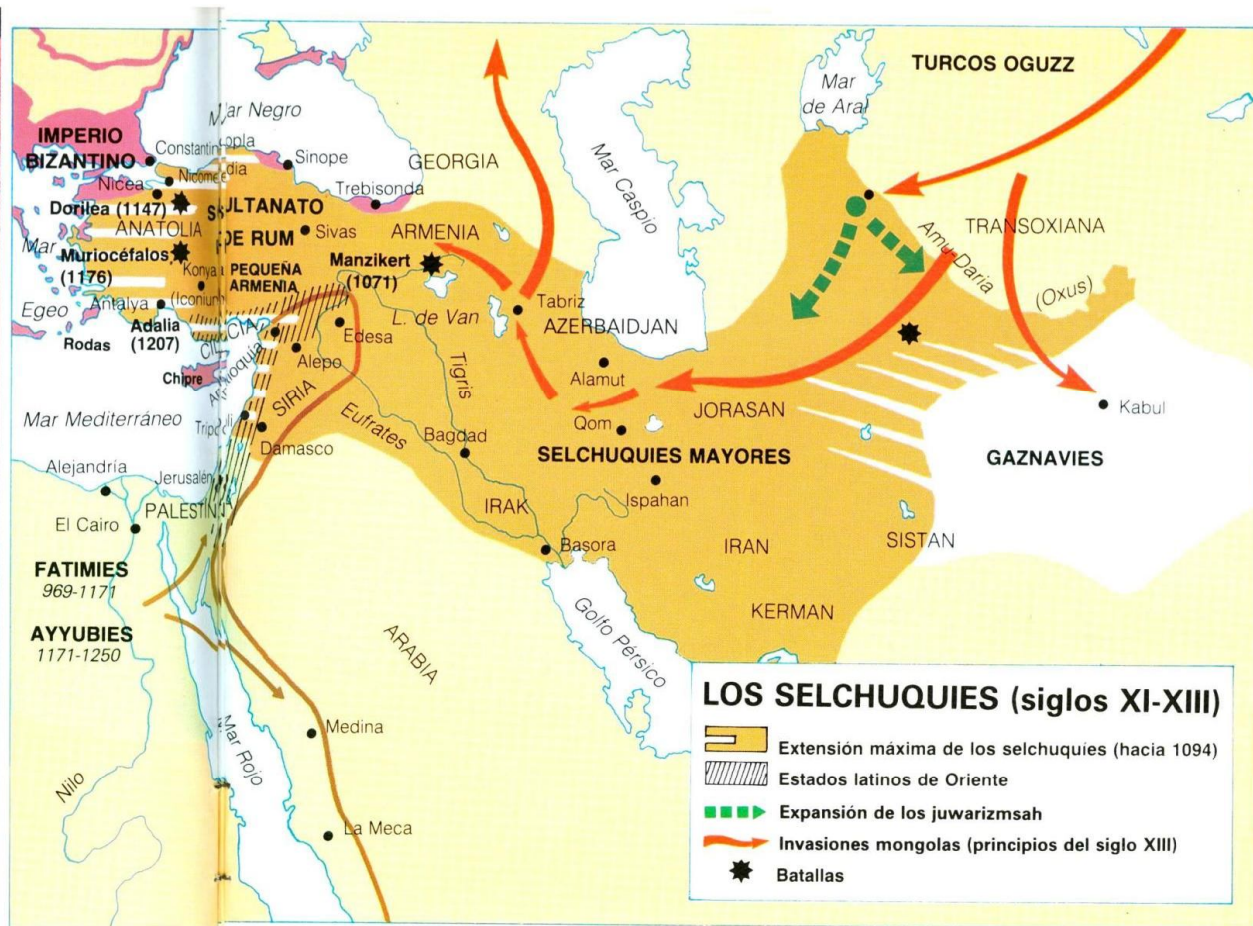 TURCOS OGUZZ
Mar
de Aral
Mar Negro
IMPERIO
BIZANTINO
Sinope
GEORGIA
Mar Caspio
Nicea
Trebisonda
Dorilea (1147)
ANATOLIA
DE RUM
Sivas
ARMENIA
TRANSOXIANA
Amu-Daria
(Oxus)
Mar
Egeo
Muriocéfalos
(1176)
PEQUEÑA
ARMENIA
Manzikert
(1071)
Antalya
Adalia
(1207)
Rodas
Chipre
Edesa
L. de Van
Tabriz
AZERBAIDJAN
Alepo
SIRIA
Tigris
Alamut
JORASAN
Kabul
Mar Mediterráneo
Eufrates
Bagdad
Qom
Damasco
SELCHUQUIES MAYORES
GAZNAVIES
Alejandría
Jerusalén
PALESTINA
El Cairo
IRAK
Ispahan
Basora
IRAN
SISTAN
FATIMIES
969-1171
KERMAN
AYYUBIES
1171-1250
ARABIA
Golfo Pérsico
Medina
Mar Rojo
Nilo
La Meca
LOS SELCHUQUIES (siglos XI-XIII)
Extensión máxima de los selchuquíes (hacia 1094)
Estados latinos de Oriente
Expansión de los juwarizmsah
Invasiones mongolas (principios del siglo XIII)
Batallas